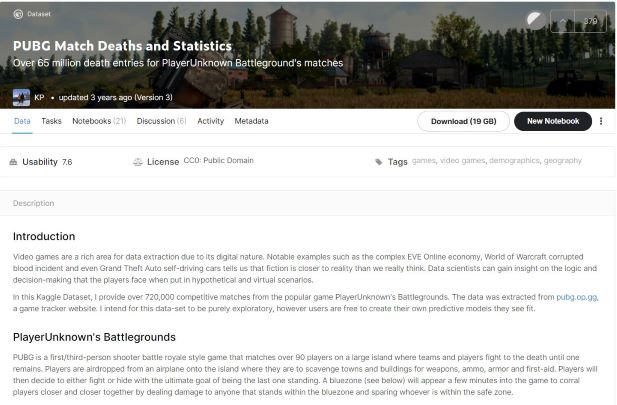 Dataset
379
PUBG Match Deaths and Statistics
Over 65 million death entries for PlayerUnknown Battleground's matches
KP • updated 3 years ago (Version 3)
Data Tasks Notebooks (21) Discussion (6) Activity Metadata Download (19 GB) New Notebook
Usability 7.6 License CC0: Public Domain Tags games, video games, demographics, geography
Description
Introduction
Video games are a rich area for data extraction due to its digital nature. Notable examples such as the complex EVE Online economy, World of Warcraft corrupted
blood incident and even Grand Theft Auto self-driving cars tells us that fiction is closer to reality than we really think. Data scientists can gain insight on the logic and
decision-making that the players face when put in hypothetical and virtual scenarios.
In this Kaggle Dataset, I provide over 720,000 competitive matches from the popular game PlayerUnknown's Battlegrounds. The data was extracted from pubg.op.gg,
a game tracker website. I intend for this data-set to be purely exploratory, however users are free to create their own predictive models they see fit.
PlayerUnknown's Battlegrounds
PUBG is a first/third-person shooter battle royale style game that matches over 90 players on a large island where teams and players fight to the death until one
remains. Players are airdropped from an airplane onto the island where they are to scavenge towns and buildings for weapons, ammo, armor and first-aid. Players will
then decide to either fight or hide with the ultimate goal of being the last one standing. A bluezone (see below) will appear a few minutes into the game to corral
players closer and closer together by dealing damage to anyone that stands within the bluezone and sparing whoever is within the safe zone.